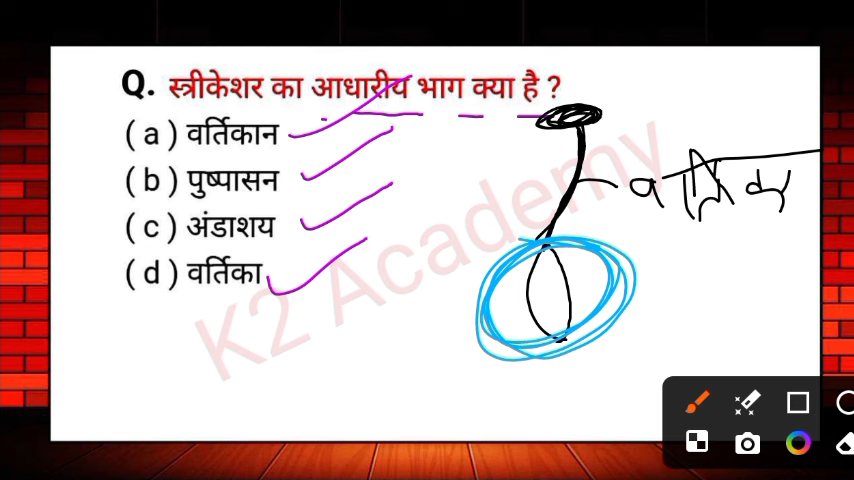 Q. स्त्रीकेशर का आधारीय भाग क्या है ?
( a ) वर्तिकान
( b ) पुष्पासन
( c ) अंडाशय
( d ) वर्तिका
K2 Academy